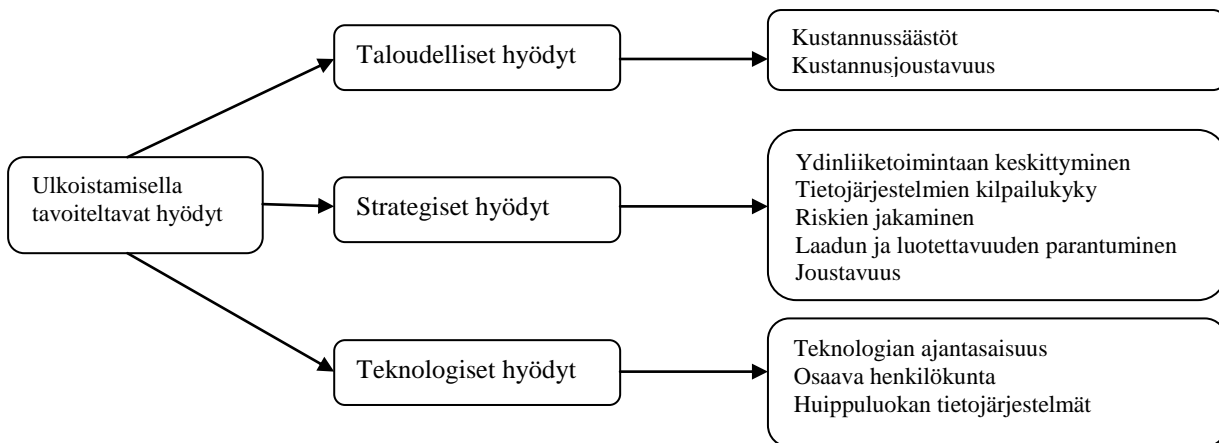 Ulkoistamisella
tavoiteltavat hyödyt
Taloudelliset hyödyt
Kustannussäästöt
Kustannusjoustavuus
Strategiset hyödyt
Ydinliiketoimintaan keskittyminen
Tietojärjestelmien kilpailukyky
Riskien jakaminen
Laadun ja luotettavuuden parantuminen
Joustavuus
Teknologiset hyödyt
Teknologian ajantasaisuus
Osaava henkilökunta
Huippuluokan tietojärjestelmät